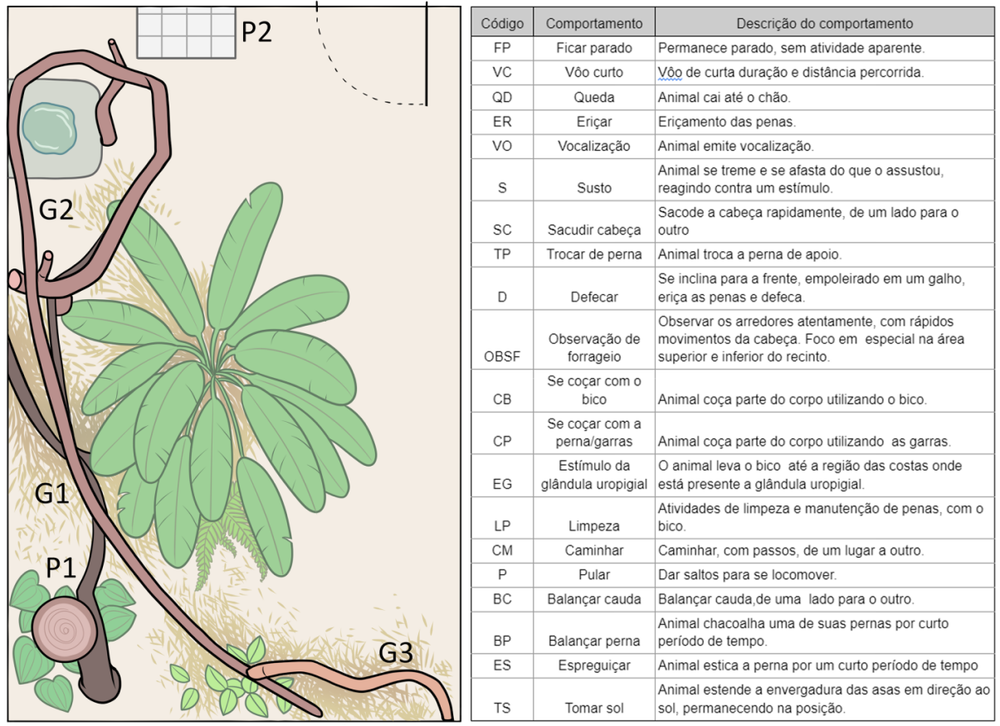 P2
G2
G1
P1
G3
Código Comportamento Descrição do comportamento
FP Ficar parado Permanece parado, sem atividade aparente.
VC Vôo curto Vôo de curta duração e distância percorrida.
QD Queda Animal cai até o chão.
ER Eriçar Eriçamento das penas.
VO Vocalização Animal emite vocalização.
Animal se treme e se afasta do que o assustou,
S Susto reagindo contra um estímulo.
Sacode a cabeça rapidamente, de um lado para o
SC Sacudir cabeça outro
TP Trocar de perna Animal troca a perna de apoio.
Se inclina para a frente, empoleirado em um galho,
D Defecar eriça as penas e defeca.
Observar os arredores atentamente, com rápidos
Observação de movimentos da cabeça. Foco em especial na área
OBSF forrageio superior e inferior do recinto.
Se coçar com o
CB bico Animal coça parte do corpo utilizando o bico.
Se coçar com a
CP perna/garras Animal coça parte do corpo utilizando as garras.
Estímulo da O animal leva o bico até a região das costas onde
EG glândula uropigial está presente a glândula uropigial.
Atividades de limpeza e manutenção de penas, com o
LP Limpeza bico.
CM Caminhar Caminhar, com passos, de um lugar a outro.
P Pular Dar saltos para se locomover.
BC Balançar cauda Balançar cauda,de uma lado para o outro.
Animal chacoalha uma de suas pernas por curto
BP Balançar perna período de tempo.
ES Espreguiçar Animal estica a perna por um curto período de tempo
Animal estende a envergadura das asas em direção ao
TS Tomar sol sol, permanecendo na posição.